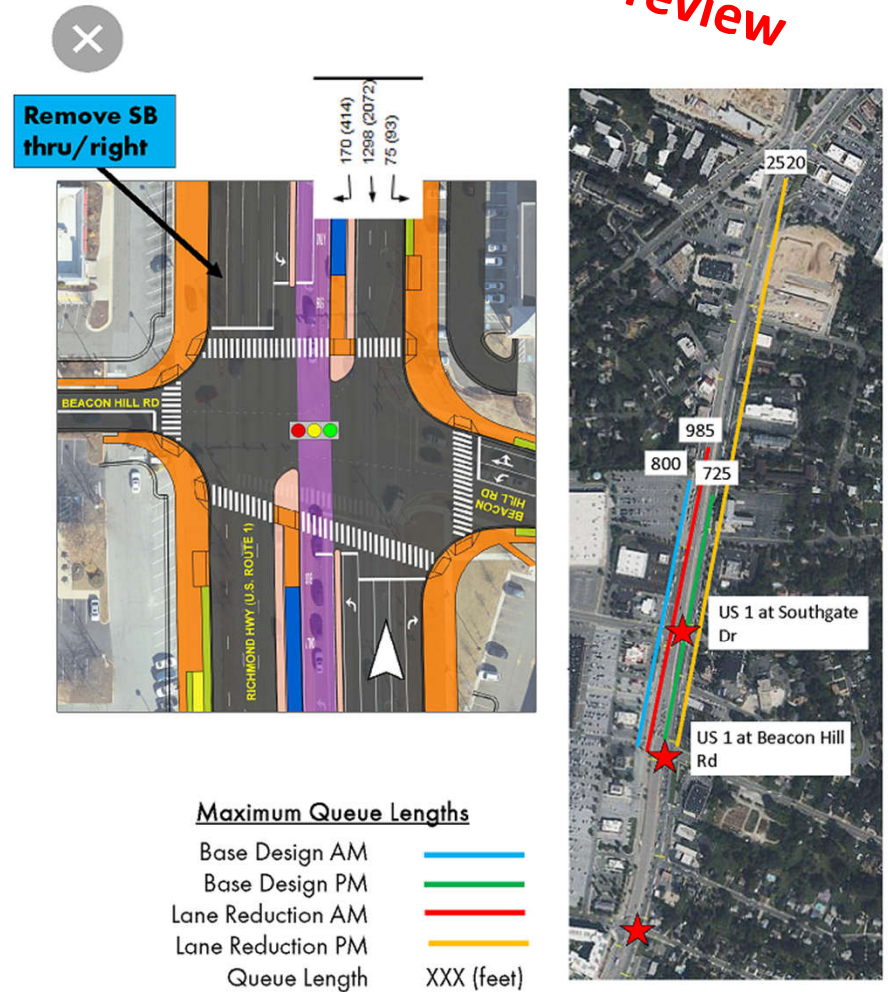 review
Remove SB
thru/right
170 (414)
1298 (2072)
75 (93)
BEACON HILL RD
BEACON
HILL RD
RICHMOND HWY (U.S. ROUTE 1)
ONLY
BUS
2520
985
800
725
US 1 at Southgate
Dr
US 1 at Beacon Hill
Rd
Maximum Queue Lengths
Base Design AM
Base Design PM
Lane Reduction AM
Lane Reduction PM
Queue Length XXX (feet)